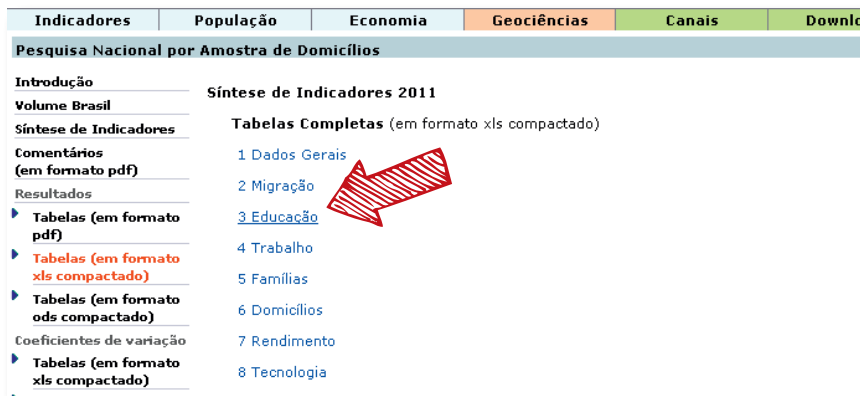 Indicadores População Economia Geociências Canais
Pesquisa Nacional por Amostra de Domicílios
Introdução
Volume Brasil
Síntese de Indicadores
Comentários
(em formato pdf)
Resultados
Tabelas (em formato
pdf)
Tabelas (em formato
xls compactado)
Tabelas (em formato
ods compactado)
Coeficientes de variação
Tabelas (em formato
xls compactado)
Síntese de Indicadores 2011
Tabelas Completas (em formato xls compactado)
1 Dados Gerais
2 Migração
3 Educação
4 Trabalho
5 Famílias
6 Domicílios
7 Rendimento
8 Tecnologia